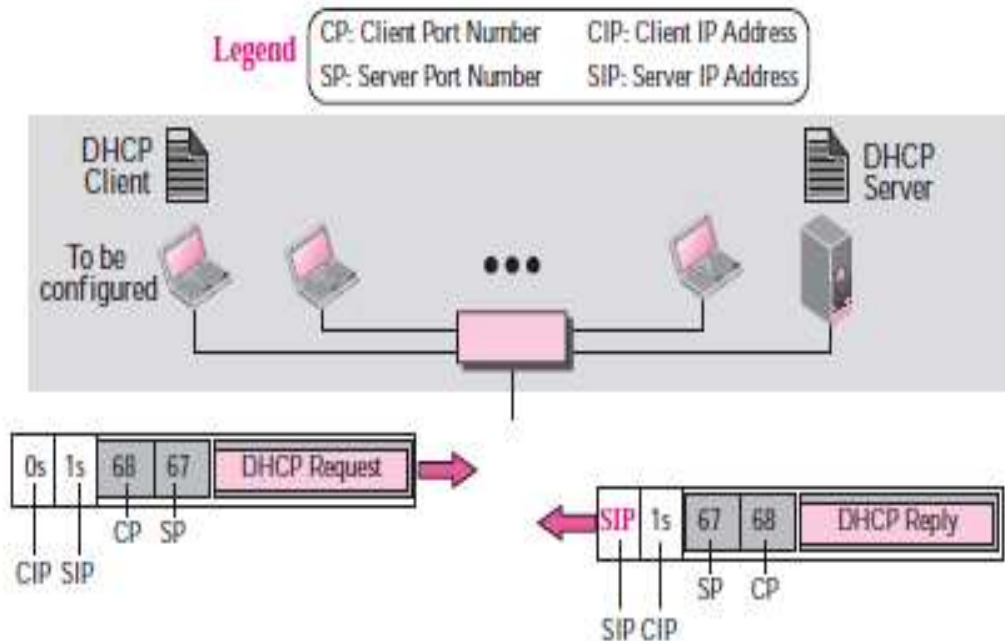 Legend
CP: Client Port Number CIP: Client IP Address
SP: Server Port Number SIP: Server IP Address
DHCP
Client
DHCP
Server
To be
configured
0s 1s 68 67 DHCP Request
CP SP
CIP SIP
SIP 1s 67 68 DHCP Reply
SP CP
SIP CIP